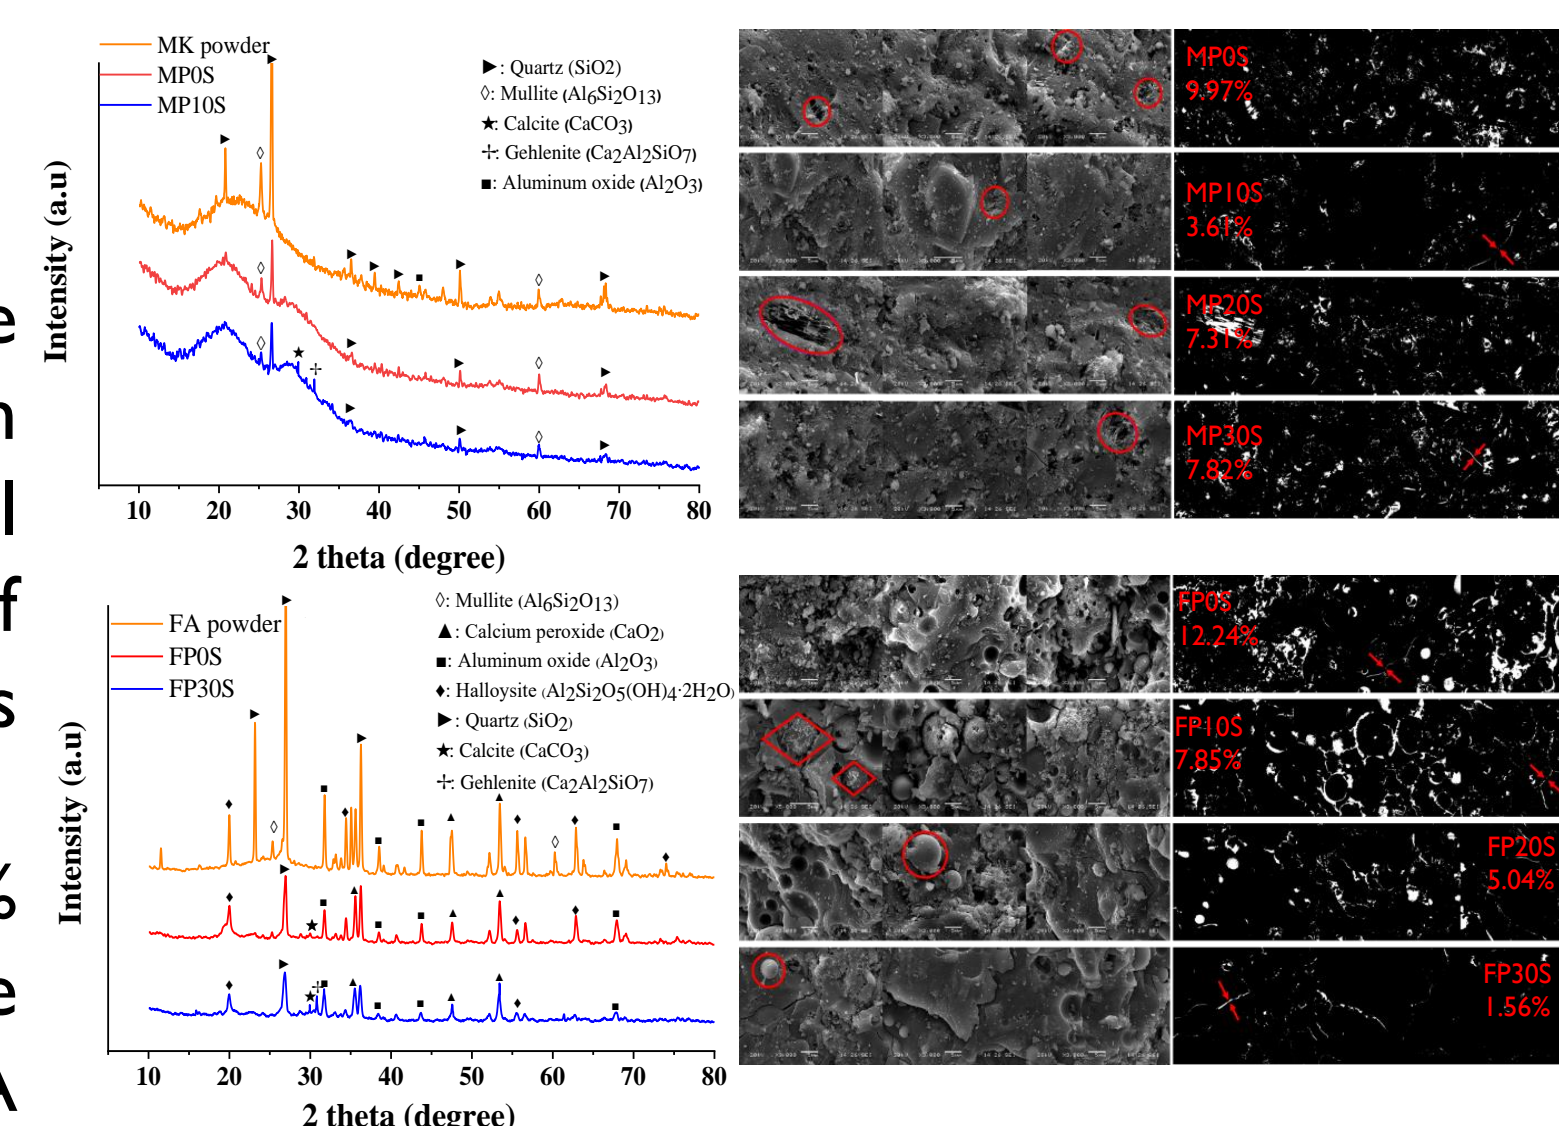 MK powder
MP0S
MP10S
►: Quartz (SiO2)
◊: Mullite (Al6Si2O13)
★: Calcite (CaCO3)
✢: Gehlenite (Ca2Al2SiO7)
■: Aluminum oxide (Al2O3)
Intensity (a.u)
10 20 30 40 50 60 70 80
2 theta (degree)
MP0S
9.97%
MP10S
3.61%
MP20S
7.31%
MP30S
7.82%
e
n
l
f
s
%
e
A
FA powder
FP0S
FP30S
◊: Mullite (Al6Si2O13)
▲: Calcium peroxide (CaO2)
■: Aluminum oxide (Al2O3)
♦: Halloysite (Al2Si2O5(OH)4·2H2O)
►: Quartz (SiO2)
★: Calcite (CaCO3)
✢: Gehlenite (Ca2Al2SiO7)
Intensity (a.u)
10 20 30 40 50 60 70 80
2 theta (degree)
FP0S
12.24%
FP10S
7.85%
FP20S
5.04%
FP30S
1.56%